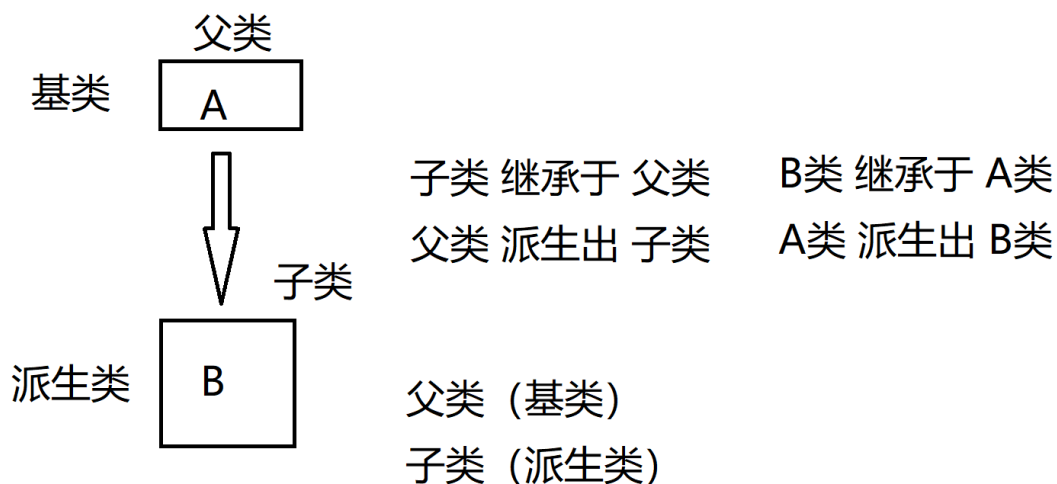 父类
基类
A
子类 继承于 父类
B类 继承于 A类
父类 派生出 子类
A类 派生出 B类
子类
派生类
B
父类（基类）
子类（派生类）